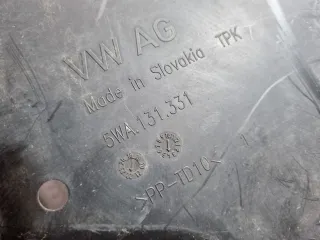 VW AG
Made in Slovakia TPK
5WA.131.331
>PP-TD10<